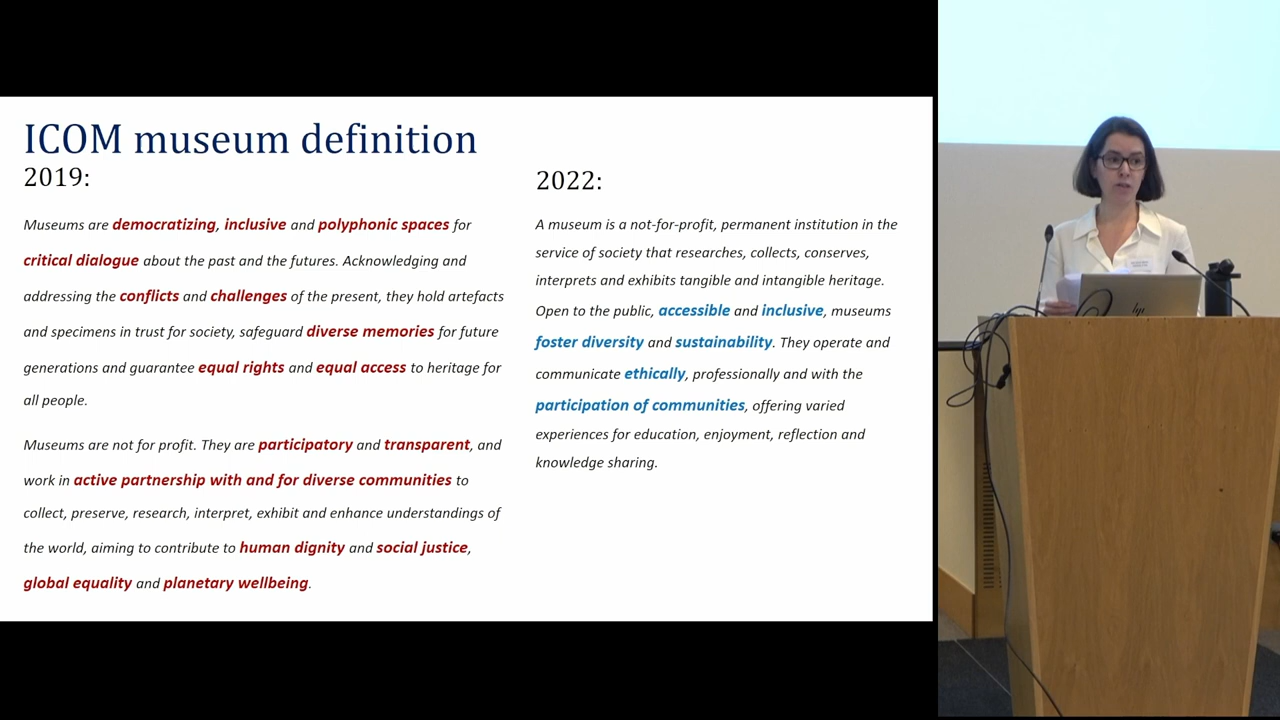 ICOM museum definition
2019:
Museums are democratizing, inclusive and polyphonic spaces for
critical dialogue about the past and the futures. Acknowledging and
addressing the conflicts and challenges of the present, they hold artefacts
and specimens in trust for society, safeguard diverse memories for future
generations and guarantee equal rights and equal access to heritage for
all people.
Museums are not for profit. They are participatory and transparent, and
work in active partnership with and for diverse communities to
collect, preserve, research, interpret, exhibit and enhance understandings of
the world, aiming to contribute to human dignity and social justice,
global equality and planetary wellbeing.
2022:
A museum is a not-for-profit, permanent institution in the
service of society that researches, collects, conserves,
interprets and exhibits tangible and intangible heritage.
Open to the public, accessible and inclusive, museums
foster diversity and sustainability. They operate and
communicate ethically, professionally and with the
participation of communities, offering varied
experiences for education, enjoyment, reflection and
knowledge sharing.
hp